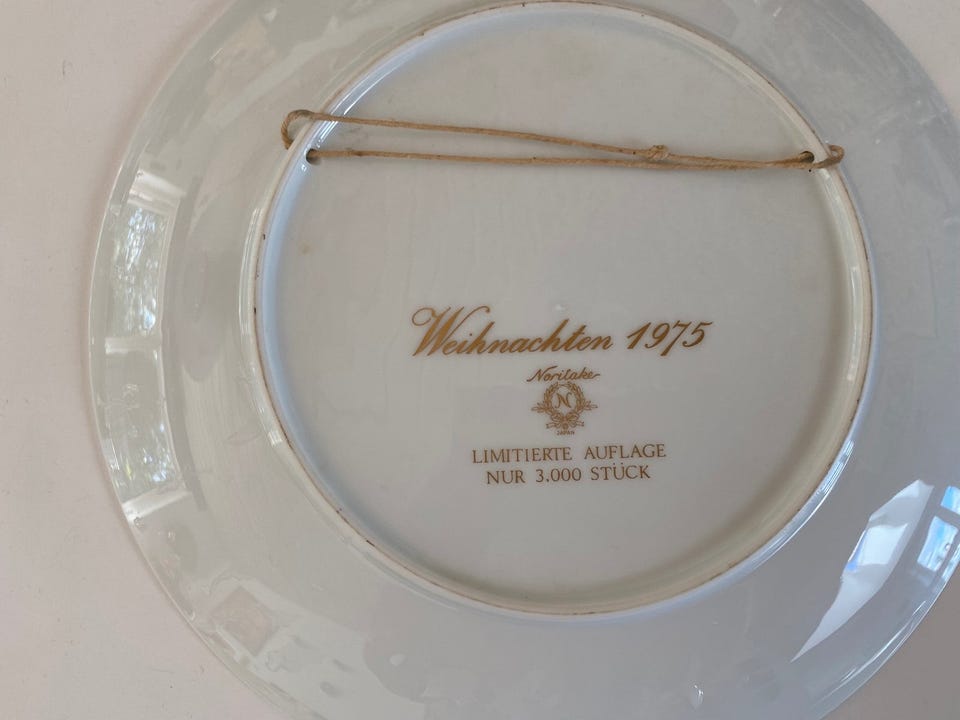 Weihnachten 1975
Noritake
N
JAPAN
LIMITIERTE AUFLAGE
NUR 3.000 STÜCK